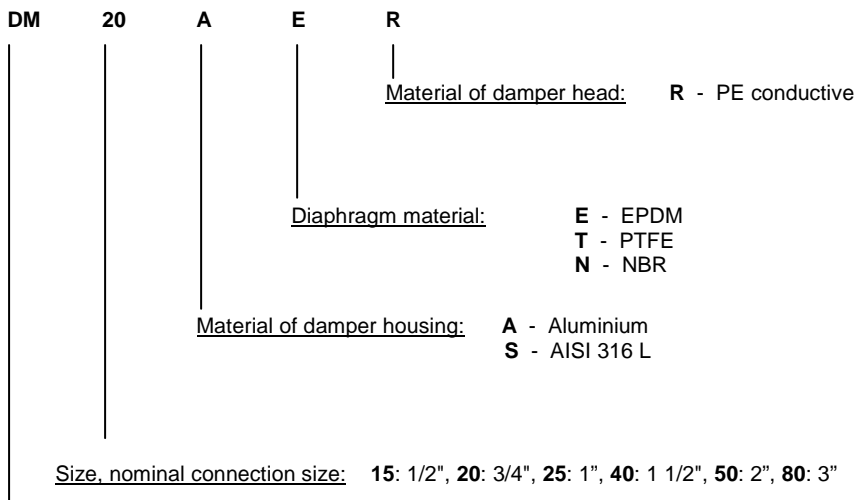 DM 20 A E R
Material of damper head: R - PE conductive
Diaphragm material: E - EPDM
T - PTFE
N - NBR
Material of damper housing: A - Aluminium
S - AISI 316 L
Size, nominal connection size: 15: 1/2", 20: 3/4", 25: 1”, 40: 1 1/2", 50: 2”, 80: 3”